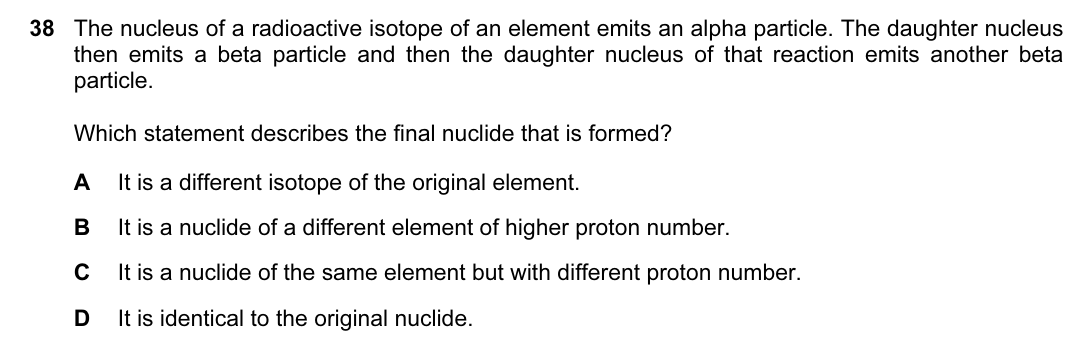 38 The nucleus of a radioactive isotope of an element emits an alpha particle. The daughter nucleus
then emits a beta particle and then the daughter nucleus of that reaction emits another beta
particle.
Which statement describes the final nuclide that is formed?
A It is a different isotope of the original element.
B It is a nuclide of a different element of higher proton number.
C It is a nuclide of the same element but with different proton number.
D It is identical to the original nuclide.